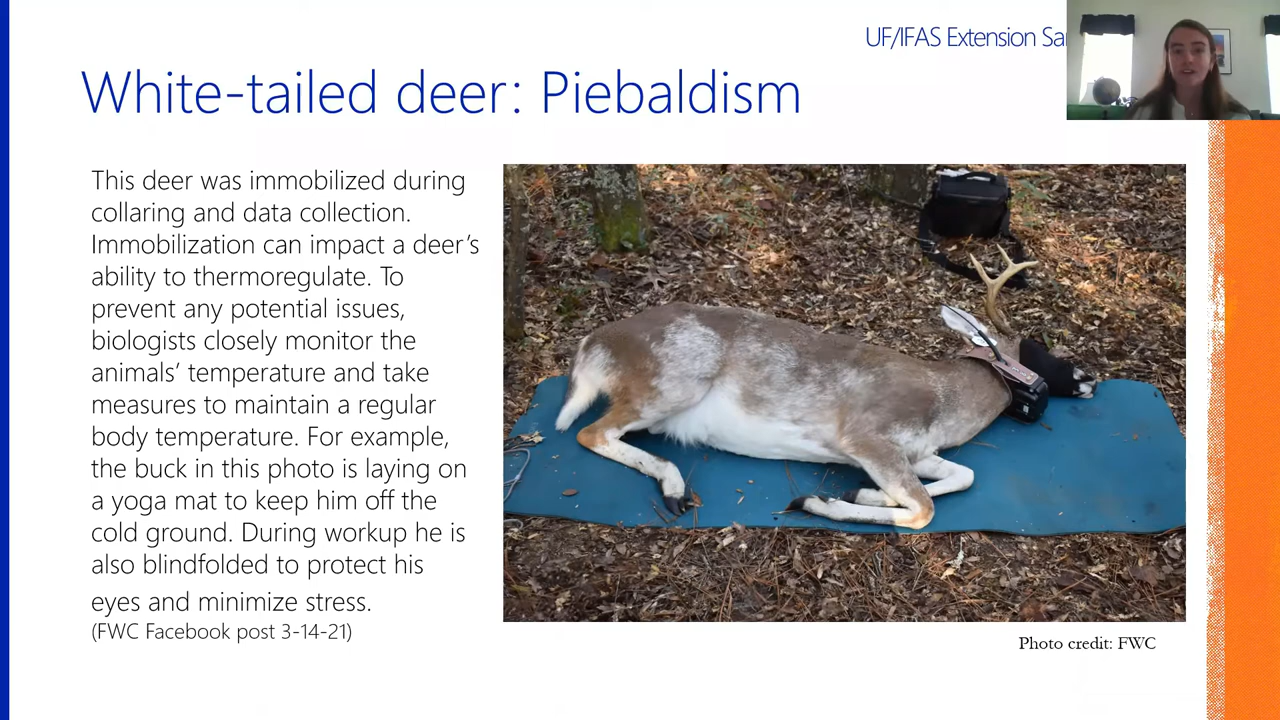 UF/IFAS Extension
White-tailed deer: Piebaldism
This deer was immobilized during
collaring and data collection.
Immobilization can impact a deer's
ability to thermoregulate. To
prevent any potential issues,
biologists closely monitor the
animals' temperature and take
measures to maintain a regular
body temperature. For example,
the buck in this photo is laying on
a yoga mat to keep him off the
cold ground. During workup he is
also blindfolded to protect his
eyes and minimize stress.
(FWC Facebook post 3-14-21)
Photo credit: FWC